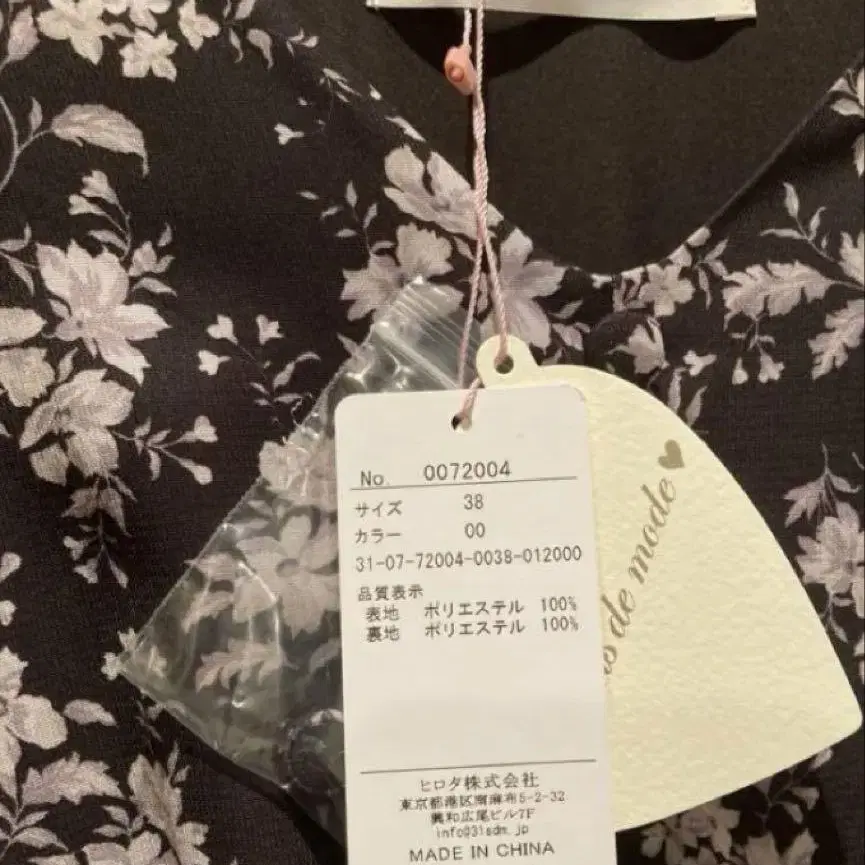 No. 0072004
サイズ 38
カラー 00
31-07-72004-0038-012000
品質表示
表地 ポリエステル 100%
裏地 ポリエステル 100%
ヒロタ株式会社
東京都港区南麻布5-2-32
興和広尾ビル7F
info@31sdm.jp
MADE IN CHINA
s de mode♥